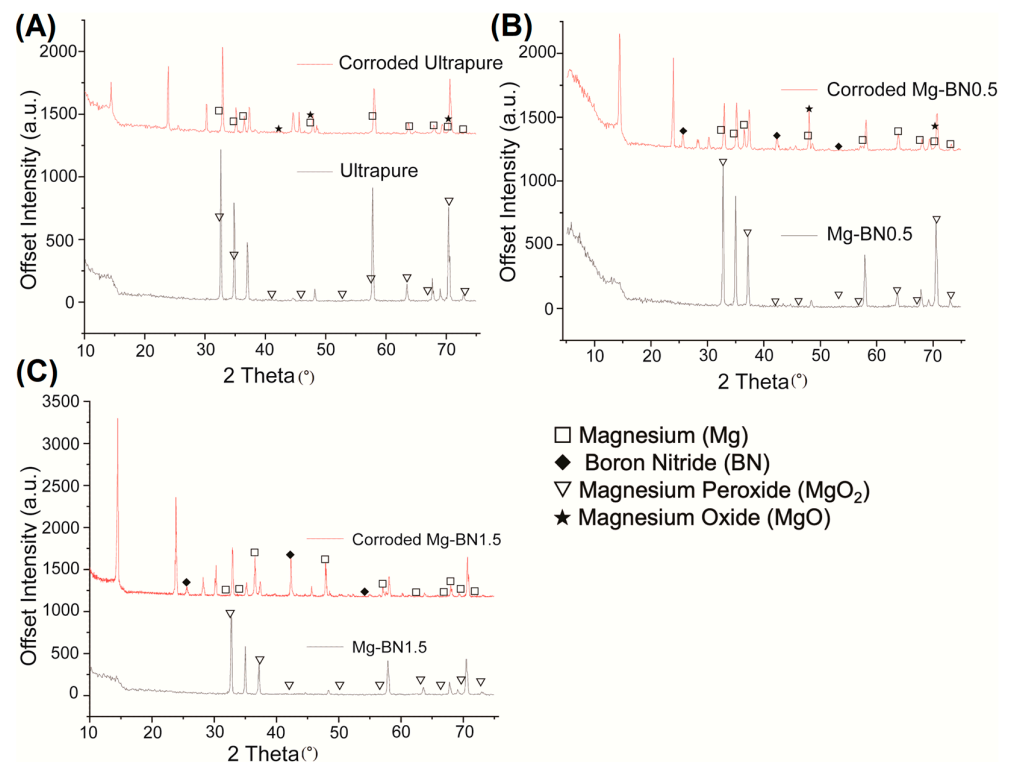 (A)
2000
1500
1000
500
0
Offset Intensity (a.u.)
Corroded Ultrapure
Ultrapure
10 20 30 40 50 60 70
2 Theta(°)
(B)
2000
1500
1000
500
0
Offset Intensity (a.u.)
Corroded Mg-BN0.5
Mg-BN0.5
10 20 30 40 50 60 70
2 Theta(°)
(C)
3500
3000
2500
2000
1500
1000
500
0
Offset Intensity (a.u.)
Corroded Mg-BN1.5
Mg-BN1.5
10 20 30 40 50 60 70
2 Theta(°)
□ Magnesium (Mg)
◆ Boron Nitride (BN)
▽ Magnesium Peroxide (MgO₂)
★ Magnesium Oxide (MgO)